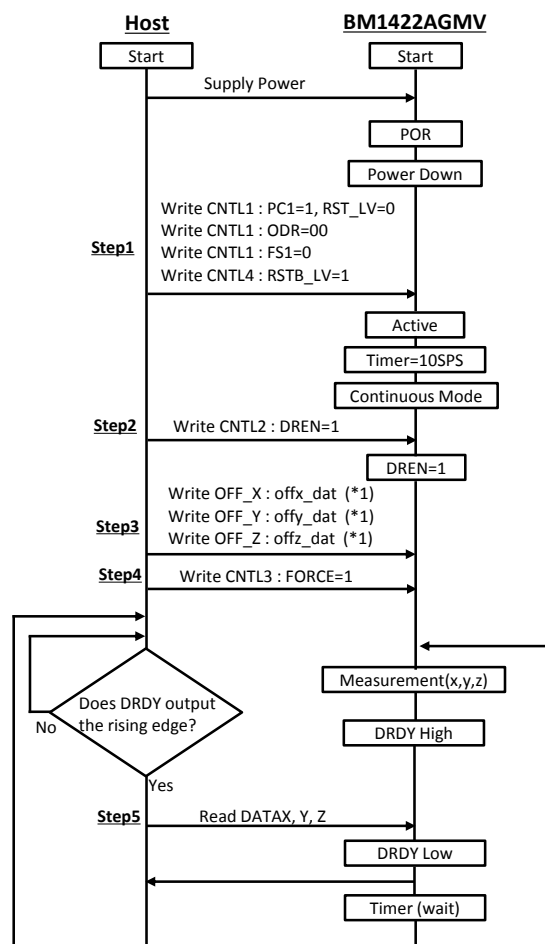 Host
BM1422AGMV
Start
Start
Supply Power
POR
Power Down
Write CNTL1 : PC1=1, RST_LV=0
Write CNTL1 : ODR=00
Step1
Write CNTL1 : FS1=0
Write CNTL4 : RSTB_LV=1
Active
Timer=10SPS
Continuous Mode
Step2
Write CNTL2 : DREN=1
DREN=1
Write OFF_X : offx_dat (*1)
Write OFF_Y : offy_dat (*1)
Step3
Write OFF_Z : offz_dat (*1)
Step4
Write CNTL3 : FORCE=1
Measurement(x,y,z)
Does DRDY output
the rising edge?
No
DRDY High
Yes
Step5
Read DATAX, Y, Z
DRDY Low
Timer (wait)